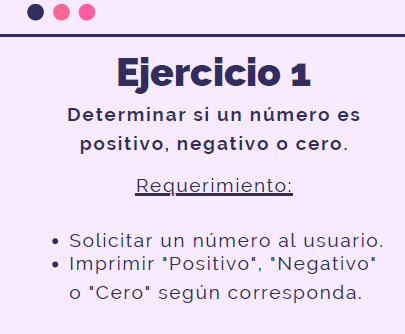 Ejercicio 1
Determinar si un número es
positivo, negativo o cero.
Requerimiento:
• Solicitar un número al usuario.
• Imprimir "Positivo", "Negativo"
o "Cero" según corresponda.